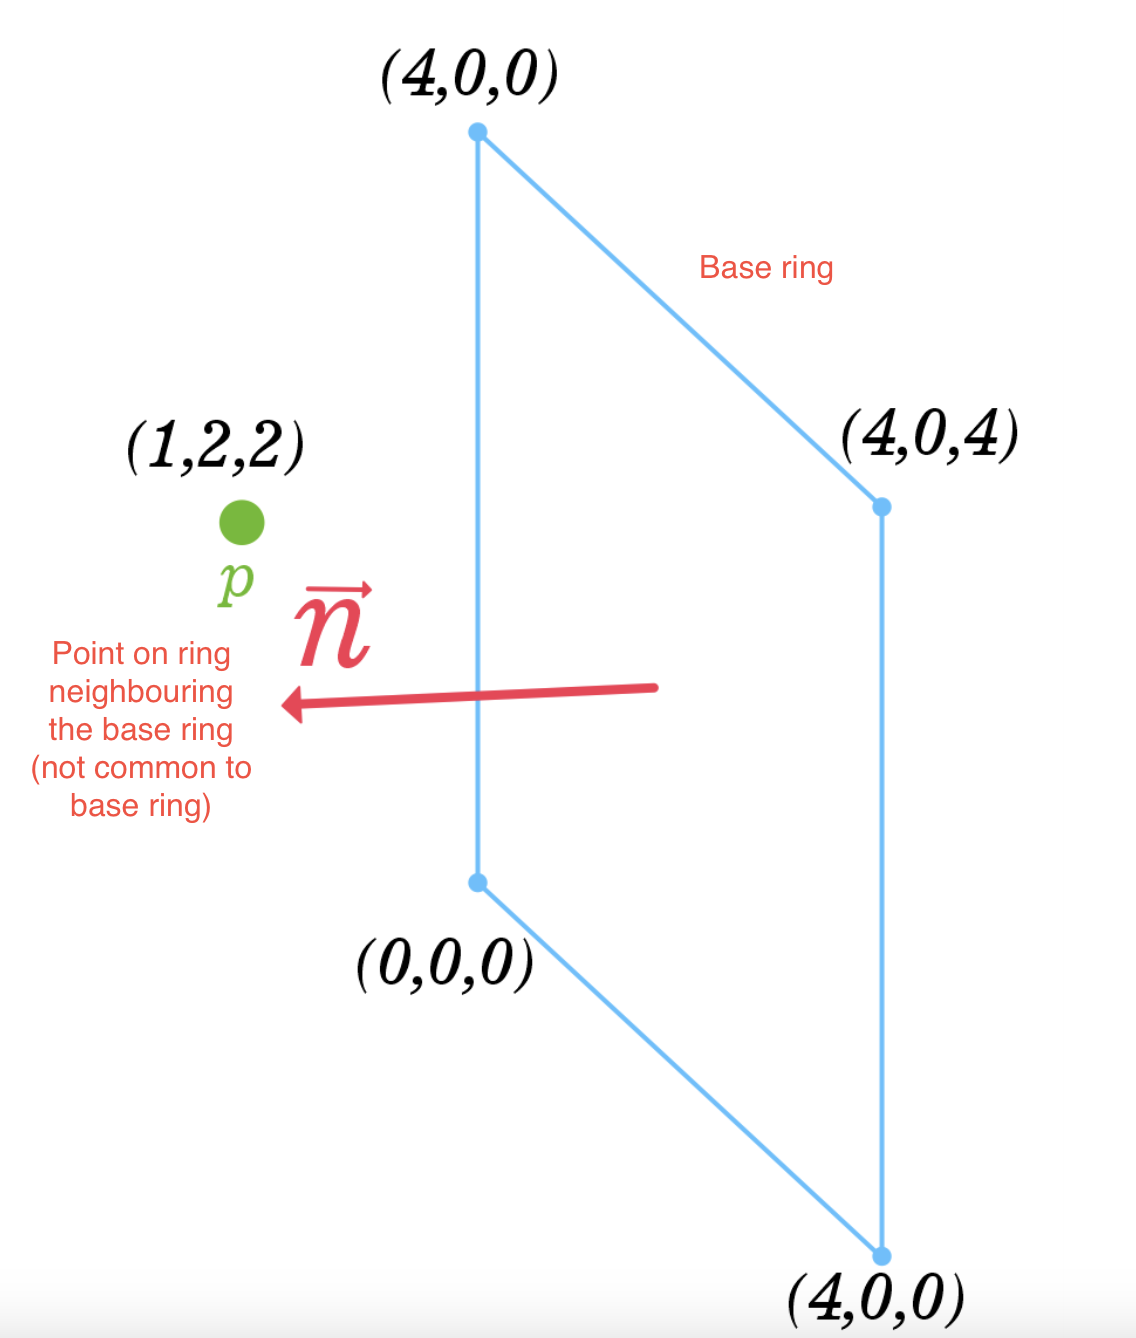 (4,0,0)
Base ring
(4,0,4)
(1,2,2)
p
n
Point on ring
neighbouring
the base ring
(not common to
base ring)
(0,0,0)
(4,0,0)